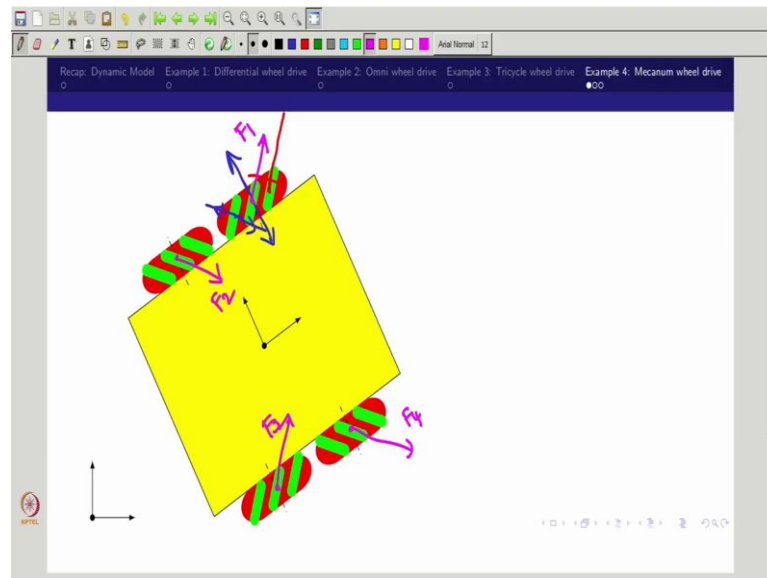 Arial Normal 12
Recap: Dynamic Model Example 1: Differential wheel drive Example 2: Omni wheel drive Example 3: Tricycle wheel drive Example 4: Mecanum wheel drive
F1
F2
F3
F4
NPTEL